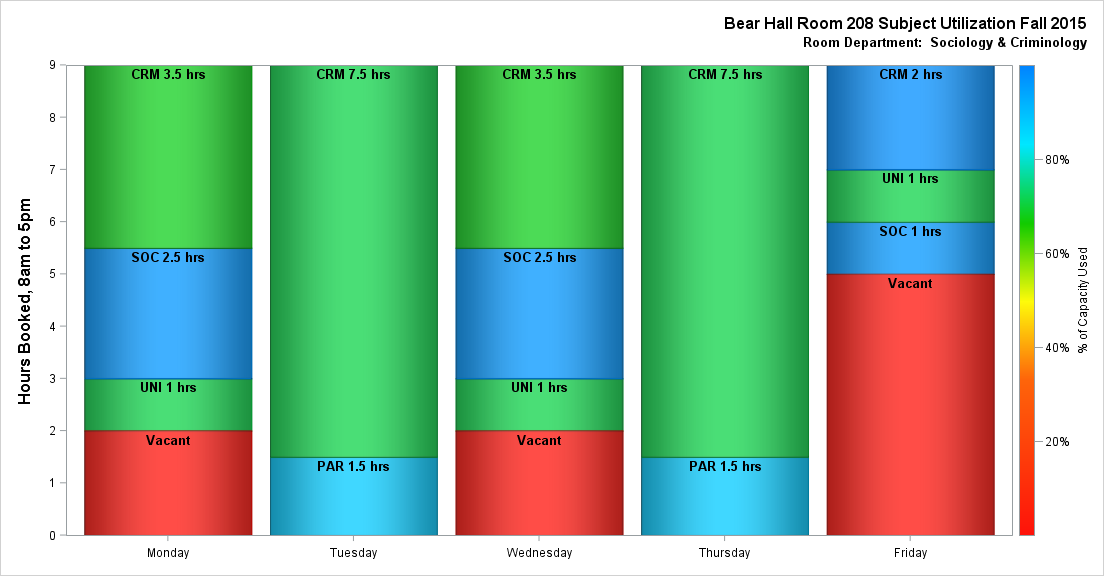 Bear Hall Room 208 Subject Utilization Fall 2015
Room Department: Sociology & Criminology
Hours Booked, 8am to 5pm
9
8
7
6
5
4
3
2
1
0
CRM 3.5 hrs
SOC 2.5 hrs
UNI 1 hrs
Vacant
CRM 7.5 hrs
PAR 1.5 hrs
CRM 3.5 hrs
SOC 2.5 hrs
UNI 1 hrs
Vacant
CRM 7.5 hrs
PAR 1.5 hrs
CRM 2 hrs
UNI 1 hrs
SOC 1 hrs
Vacant
Monday
Tuesday
Wednesday
Thursday
Friday
80%
60%
40%
20%
% of Capacity Used